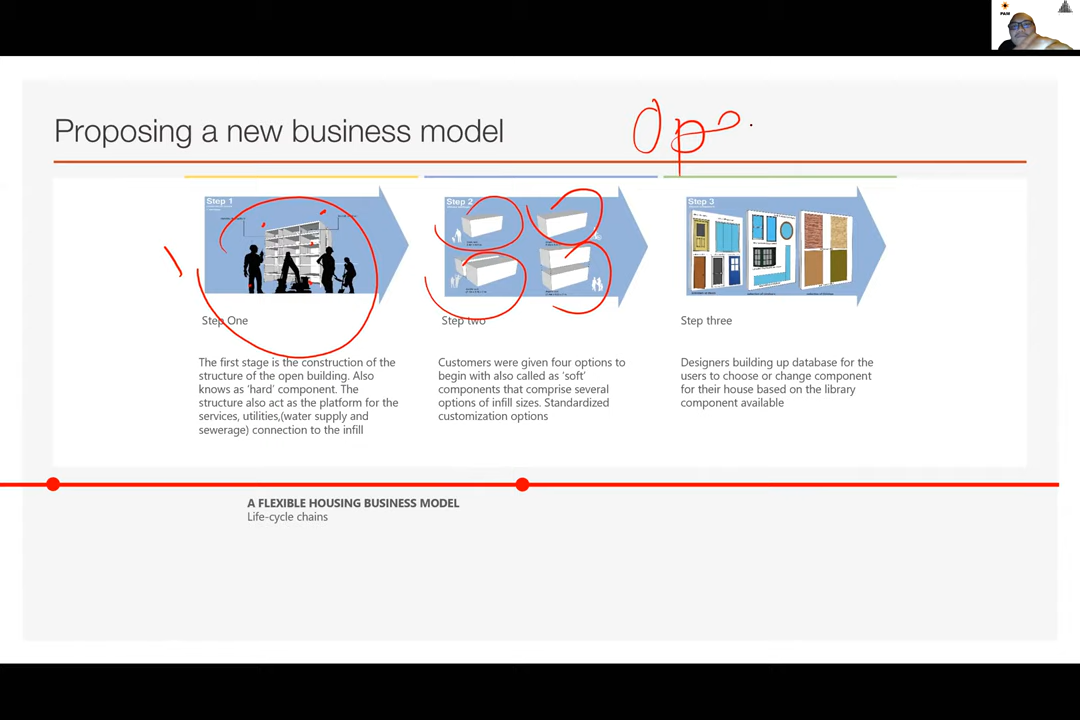 PAM
Proposing a new business model
Op
Step 1
Step 2
Step 3
Step One
Step two
Step three
The first stage is the construction of the
structure of the open building. Also
knows as ‘hard’ component. The
structure also act as the platform for the
services, utilities,(water supply and
sewerage) connection to the infill
Customers were given four options to
begin with also called as ‘soft’
components that comprise several
options of infill sizes. Standardized
customization options
Designers building up database for the
users to choose or change component
for their house based on the library
component available
A FLEXIBLE HOUSING BUSINESS MODEL
Life-cycle chains